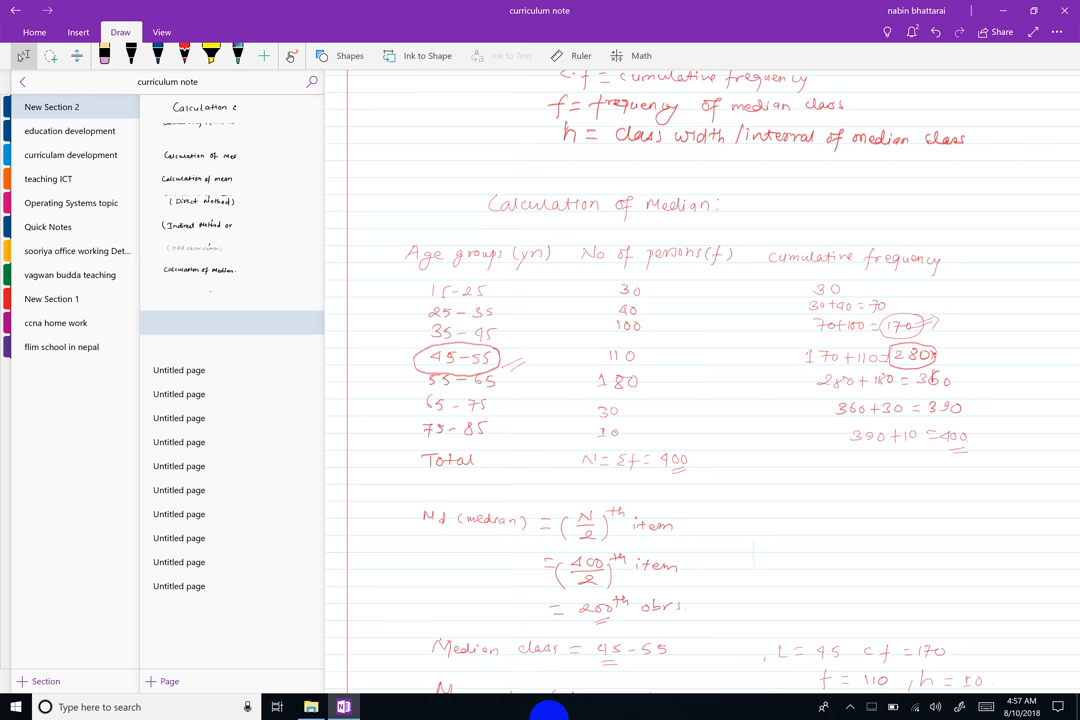 curriculum note
nabin bhattarai
Home Insert Draw View
Share
Shapes Ink to Shape Ink to Text Ruler Math
curriculum note
New Section 2
education development
curriculam development
teaching ICT
Operating Systems topic
Quick Notes
sooriya office working Det...
vagwan budda teaching
New Section 1
ccna home work
flim school in nepal
Section
Calculation of Mea
Calculation of mean
(Direct Method)
(Indirect Method or
(odd observation)
Calculation of Median.
Untitled page
Untitled page
Untitled page
Untitled page
Untitled page
Untitled page
Untitled page
Untitled page
Untitled page
Untitled page
Page
c.f = cumulative frequency
f = frequency of median class
h = class width /interval of median class
Calculation of Median:
Age groups (yr) No of persons (f) Cumulative frequency
15-25 30 30
25-35 40 30+40=70
35-45 100 70+100=170
45-55 110 170+110=280
55-65 180 280+180=360
65-75 30 360+30=390
75-85 10 390+10=400
Total N=Σf=400
Md (median) = (N/2)th item
= (400/2)th item
= 200th obrs.
Median class = 45-55, L=45 cf=170
f=110, h=10
Type here to search
4:57 AM
8/10/2018